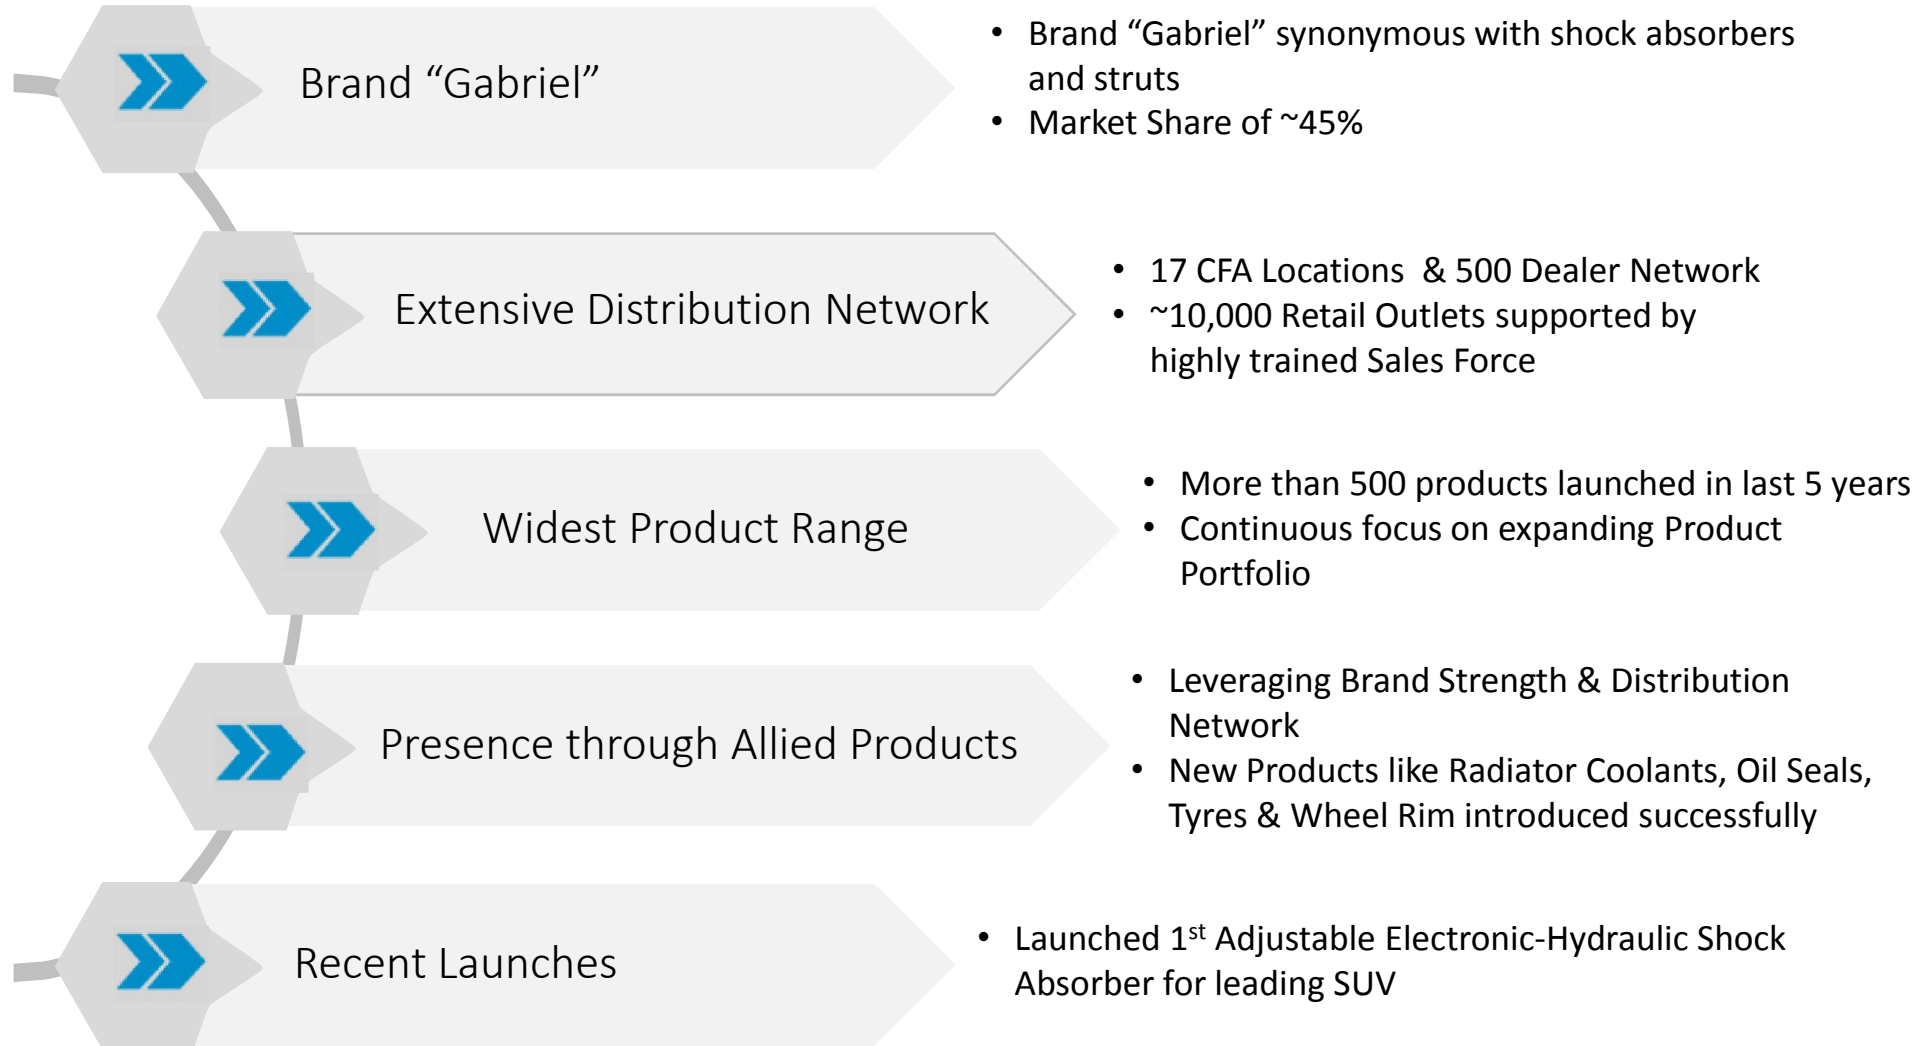 Brand “Gabriel”
• Brand “Gabriel” synonymous with shock absorbers
and struts
• Market Share of ~45%
Extensive Distribution Network
• 17 CFA Locations & 500 Dealer Network
• ~10,000 Retail Outlets supported by
highly trained Sales Force
Widest Product Range
• More than 500 products launched in last 5 years
• Continuous focus on expanding Product
Portfolio
Presence through Allied Products
• Leveraging Brand Strength & Distribution
Network
• New Products like Radiator Coolants, Oil Seals,
Tyres & Wheel Rim introduced successfully
Recent Launches
• Launched 1st Adjustable Electronic-Hydraulic Shock
Absorber for leading SUV